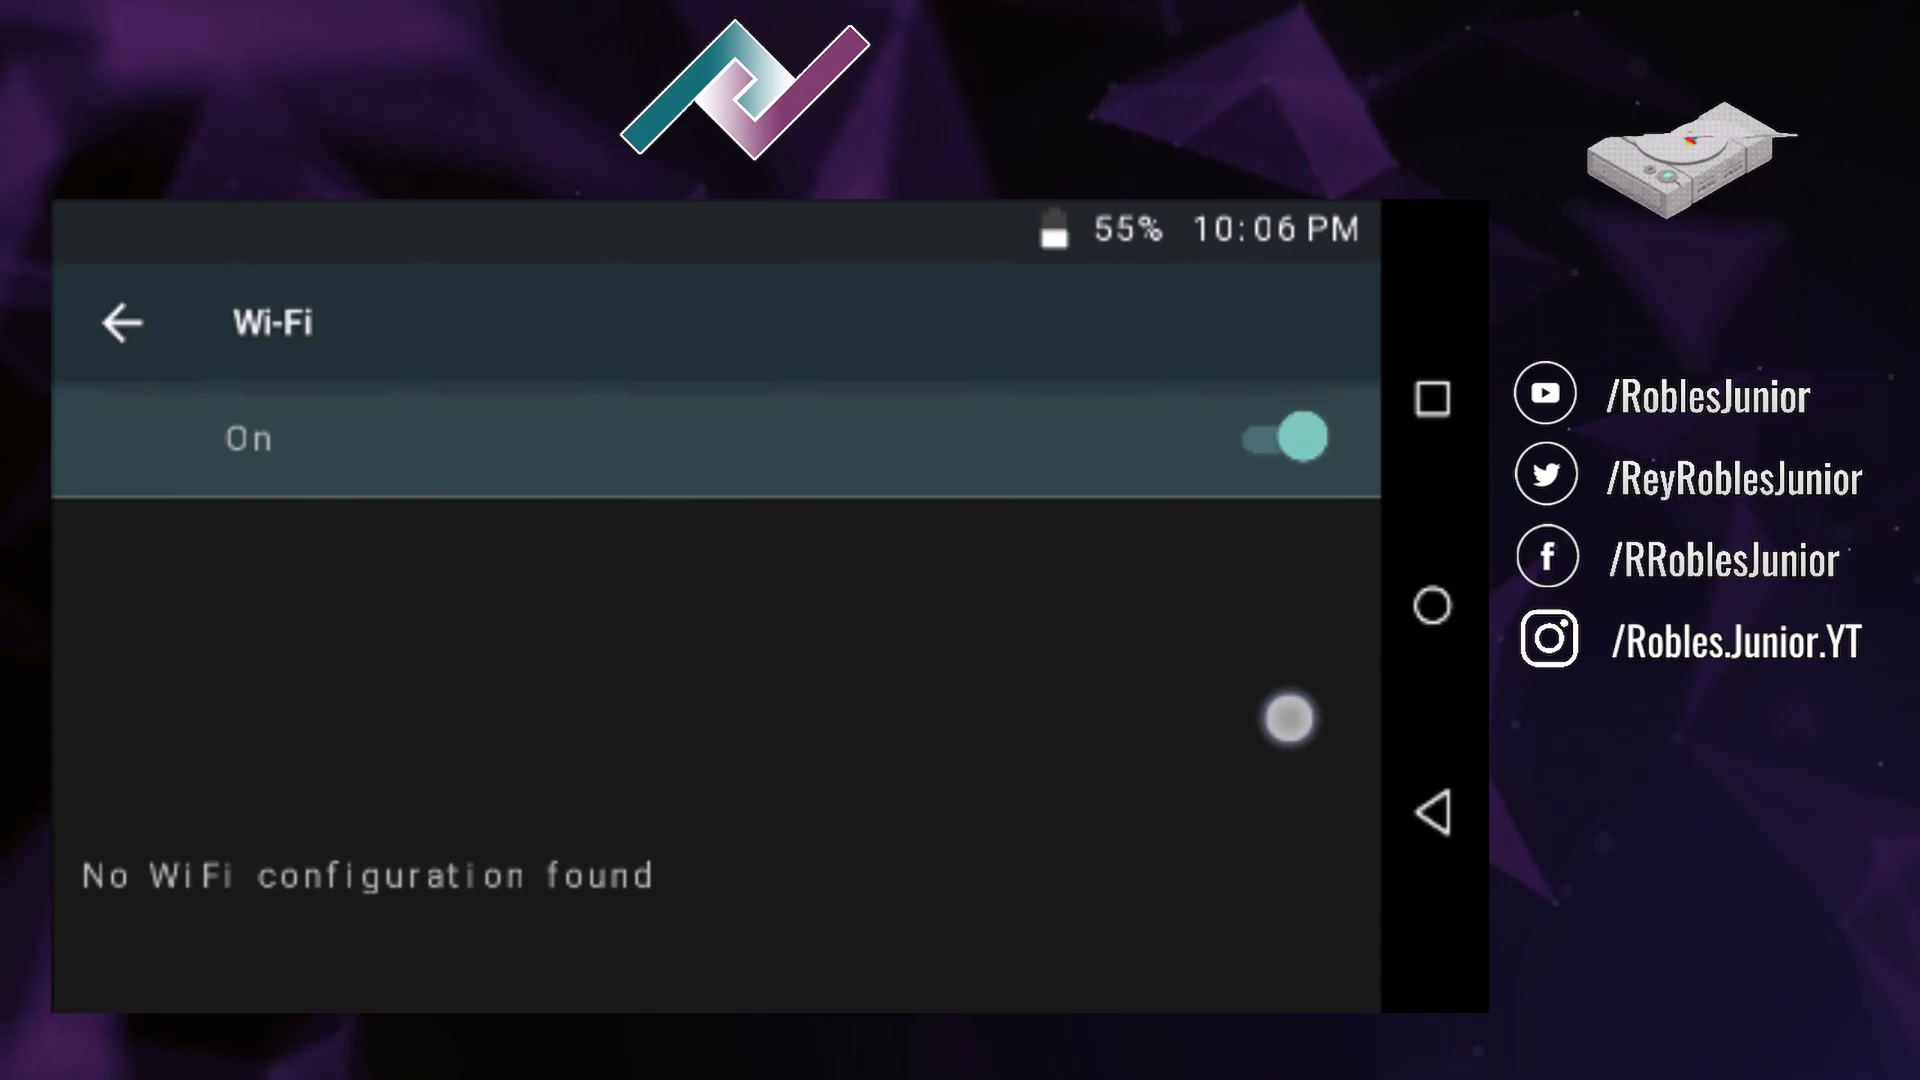 55% 10:06 PM
Wi-Fi
On
No WiFi configuration found
/RoblesJunior
/ReyRoblesJunior
/RRoblesJunior
/Robles.Junior.YT